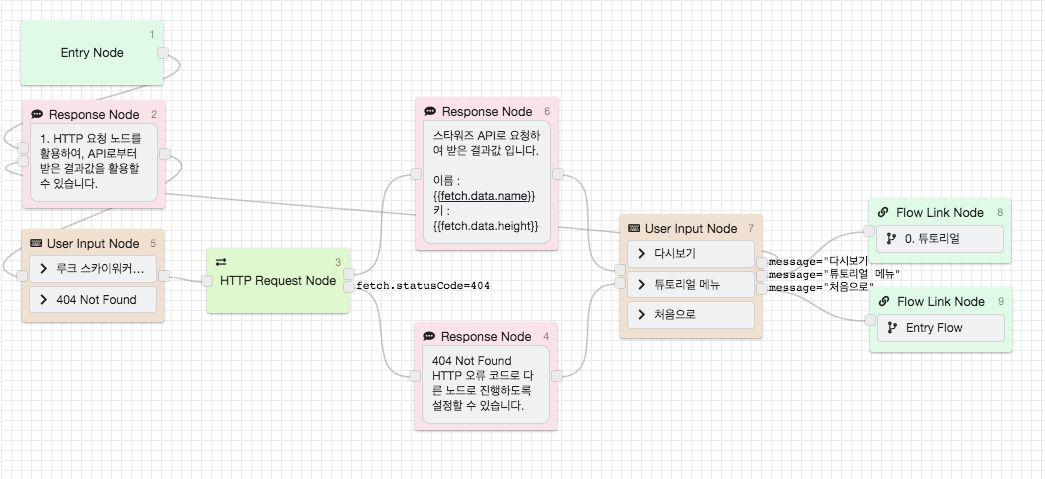 1
Entry Node
Response Node 2
1. HTTP 요청 노드를
활용하여, API로부터
받은 결과값을 활용할
수 있습니다.
User Input Node 5
루크 스카이워커...
404 Not Found
3
HTTP Request Node
fetch.statusCode=404
Response Node 6
스타워즈 API로 요청하
여 받은 결과값 입니다.
이름 :
{{fetch.data.name}}
키 :
{{fetch.data.height}}
Response Node 4
404 Not Found
HTTP 오류 코드로 다
른 노드로 진행하도록
설정할 수 있습니다.
User Input Node 7
다시보기
튜토리얼 메뉴
처음으로
message="다시보기
message="튜토리얼 메뉴"
message="처음으로"
Flow Link Node 8
0. 튜토리얼
Flow Link Node 9
Entry Flow